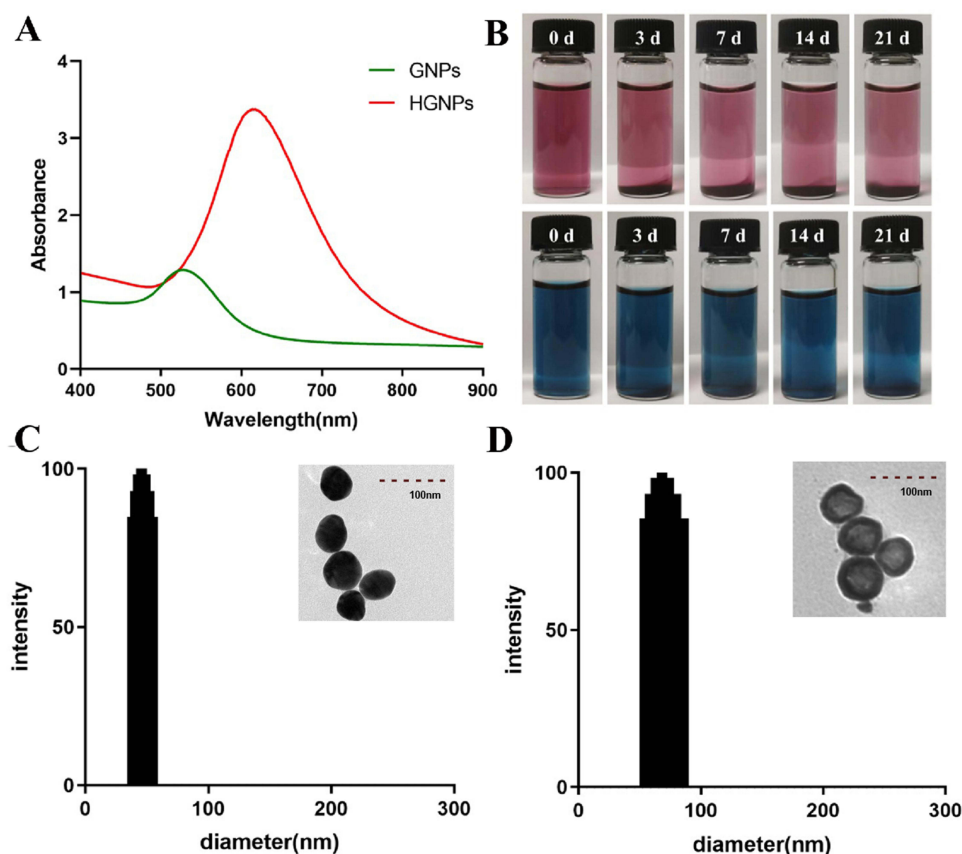 A
Absorbance
4
3
2
1
0
400 500 600 700 800 900
Wavelength(nm)
GNPs
HGNPs
B
0 d 3 d 7 d 14 d 21 d
0 d 3 d 7 d 14 d 21 d
C
intensity
100
50
0
0 100 200 300
diameter(nm)
100nm
D
intensity
100
50
0
0 100 200 300
diameter(nm)
100nm